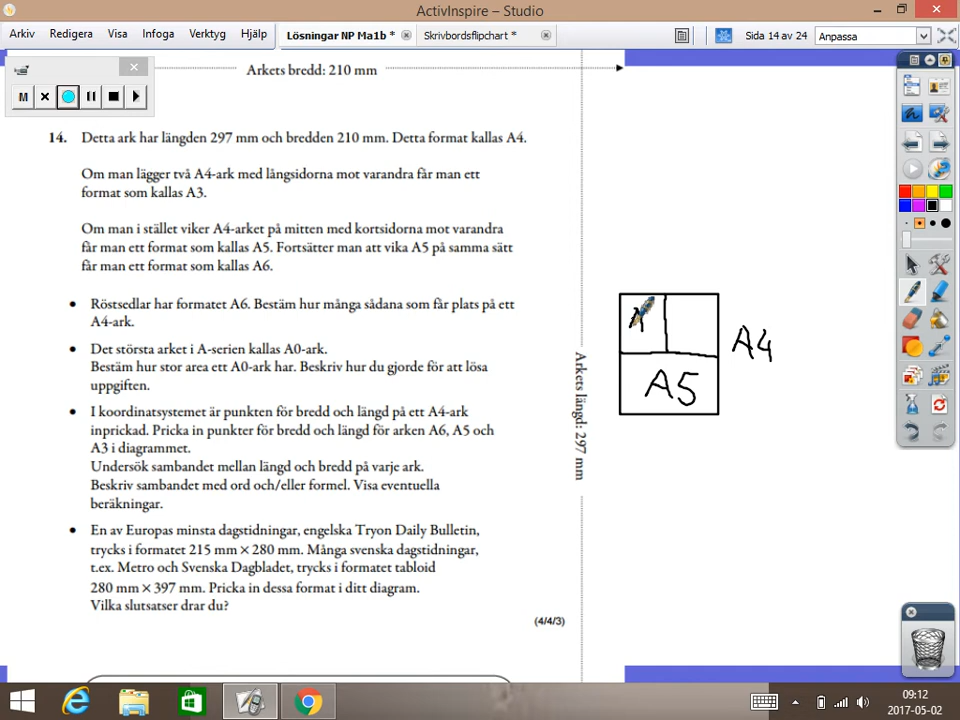 ActivInspire – Studio
Arkiv Redigera Visa Infoga Verktyg Hjälp
Lösningar NP Ma1b *
Skrivbordsflipchart *
Sida 14 av 24
Anpassa
Arkets bredd: 210 mm
M
14. Detta ark har längden 297 mm och bredden 210 mm. Detta format kallas A4.
Om man lägger två A4-ark med långsidorna mot varandra får man ett
format som kallas A3.
Om man i stället viker A4-arket på mitten med kortsidorna mot varandra
får man ett format som kallas A5. Fortsätter man att vika A5 på samma sätt
får man ett format som kallas A6.
• Röstsedlar har formatet A6. Bestäm hur många sådana som får plats på ett
A4-ark.
• Det största arket i A-serien kallas A0-ark.
Bestäm hur stor area ett A0-ark har. Beskriv hur du gjorde för att lösa
uppgiften.
• I koordinatsystemet är punkten för bredd och längd på ett A4-ark
inprickad. Pricka in punkter för bredd och längd för arken A6, A5 och
A3 i diagrammet.
Undersök sambandet mellan längd och bredd på varje ark.
Beskriv sambandet med ord och/eller formel. Visa eventuella
beräkningar.
• En av Europas minsta dagstidningar, engelska Tryon Daily Bulletin,
trycks i formatet 215 mm × 280 mm. Många svenska dagstidningar,
t.ex. Metro och Svenska Dagbladet, trycks i formatet tabloid
280 mm × 397 mm. Pricka in dessa format i ditt diagram.
Vilka slutsatser drar du?
(4/4/3)
Arkets längd: 297 mm
A4
A5
09:12
2017-05-02